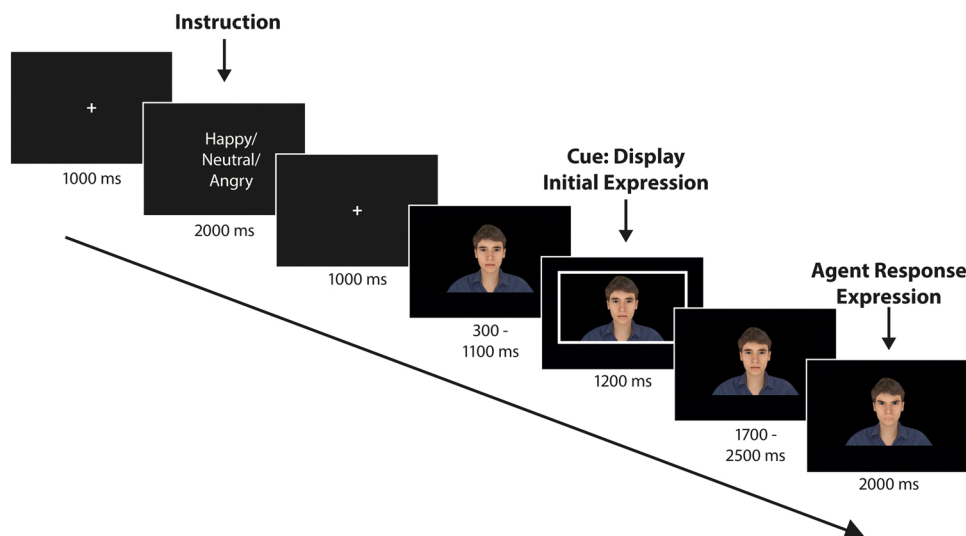 Instruction
+
1000 ms
Happy/
Neutral/
Angry
2000 ms
+
1000 ms
300 -
1100 ms
Cue: Display
Initial Expression
1200 ms
1700 -
2500 ms
Agent Response
Expression
2000 ms